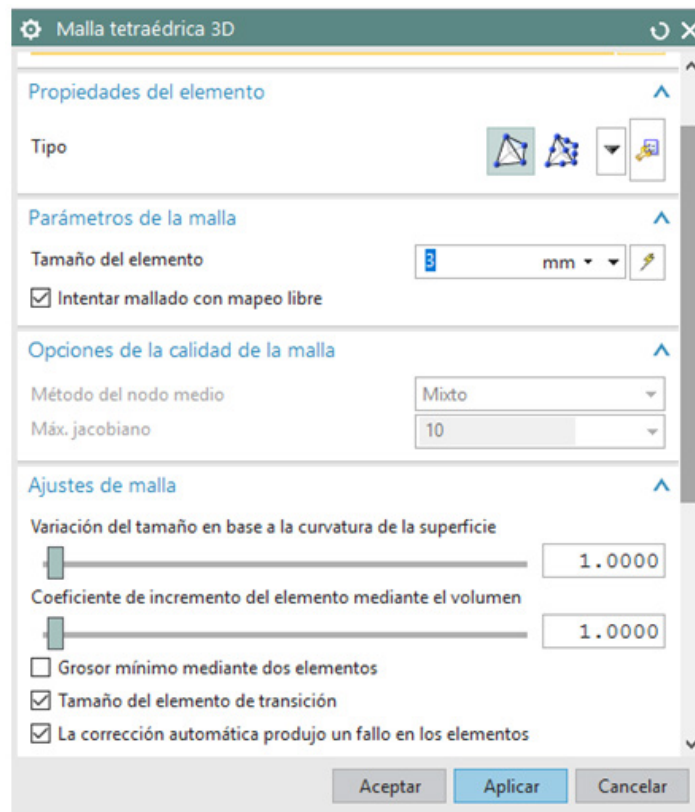 Malla tetraédrica 3D
Propiedades del elemento
Tipo
Parámetros de la malla
Tamaño del elemento 3 mm
Intentar mallado con mapeo libre
Opciones de la calidad de la malla
Método del nodo medio Mixto
Máx. jacobiano 10
Ajustes de malla
Variación del tamaño en base a la curvatura de la superficie
1.0000
Coeficiente de incremento del elemento mediante el volumen
1.0000
Grosor mínimo mediante dos elementos
Tamaño del elemento de transición
La corrección automática produjo un fallo en los elementos
Aceptar Aplicar Cancelar